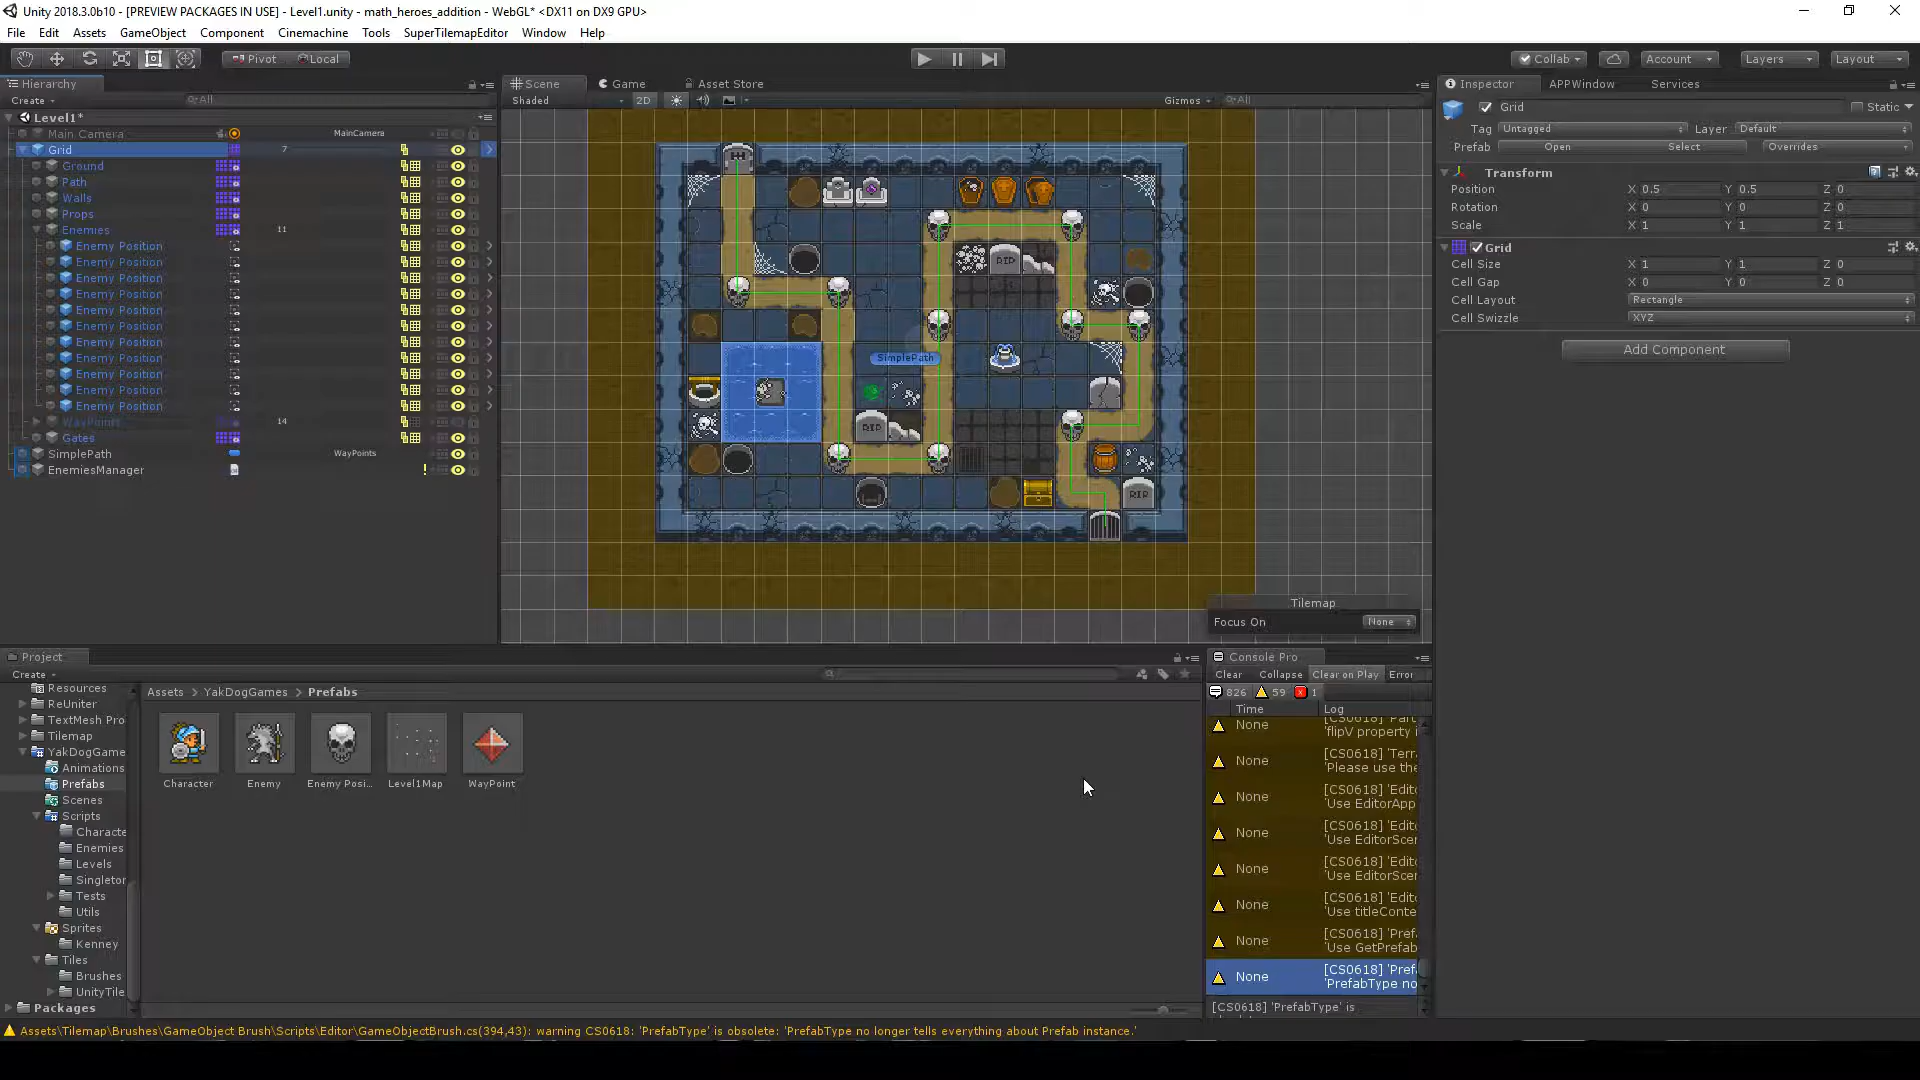 Unity 2018.3.0b10 - [PREVIEW PACKAGES IN USE] - Level1.unity - math_heroes_addition - WebGL* <DX11 on DX9 GPU>
File Edit Assets GameObject Component Cinemachine Tools SuperTilemapEditor Window Help
Pivot Local Collab Account Layers Layout
Hierarchy
Create All
Level1*
Main Camera MainCamera
Grid 7
Ground
Path
Walls
Props
Enemies 11
Enemy Position
Enemy Position
Enemy Position
Enemy Position
Enemy Position
Enemy Position
Enemy Position
Enemy Position
Enemy Position
Enemy Position
Enemy Position
WayPoints 14
Gates
SimplePath WayPoints
EnemiesManager
Scene Game Asset Store
Shaded 2D Gizmos All
RIP
SimplePath
RIP
RIP
Tilemap
Focus On None
Inspector APPWindow Services
Grid Static
Tag Untagged Layer Default
Prefab Open Select Overrides
Transform
Position X 0.5 Y 0.5 Z 0
Rotation X 0 Y 0 Z 0
Scale X 1 Y 1 Z 1
Grid
Cell Size X 1 Y 1 Z 0
Cell Gap X 0 Y 0 Z 0
Cell Layout Rectangle
Cell Swizzle XYZ
Add Component
Project
Create
Resources
ReUniter
TextMesh Pro
Tilemap
YakDogGame
Animations
Prefabs
Scenes
Scripts
Characte
Enemies
Levels
Singleton
Tests
Utils
Sprites
Kenney
Tiles
Brushes
UnityTile
Packages
Assets > YakDogGames > Prefabs
Character Enemy Enemy Posi... Level1Map WayPoint
Console Pro
Clear Collapse Clear on Play Error
826 59 1
Time Log
None [CS0618] 'Part
'flipV property i
None [CS0618] 'Terr
'Please use the
None [CS0618] 'Edit
'Use EditorApp
None [CS0618] 'Edit
'Use EditorScer
None [CS0618] 'Edit
'Use EditorScer
None [CS0618] 'Edit
'Use titleConte
None [CS0618] 'Pref
'Use GetPrefab
None [CS0618] 'Pref
'PrefabType no
[CS0618] 'PrefabType' is
Assets\Tilemap\Brushes\GameObject Brush\Scripts\Editor\GameObjectBrush.cs(394,43): warning CS0618: 'PrefabType' is obsolete: 'PrefabType no longer tells everything about Prefab instance.'